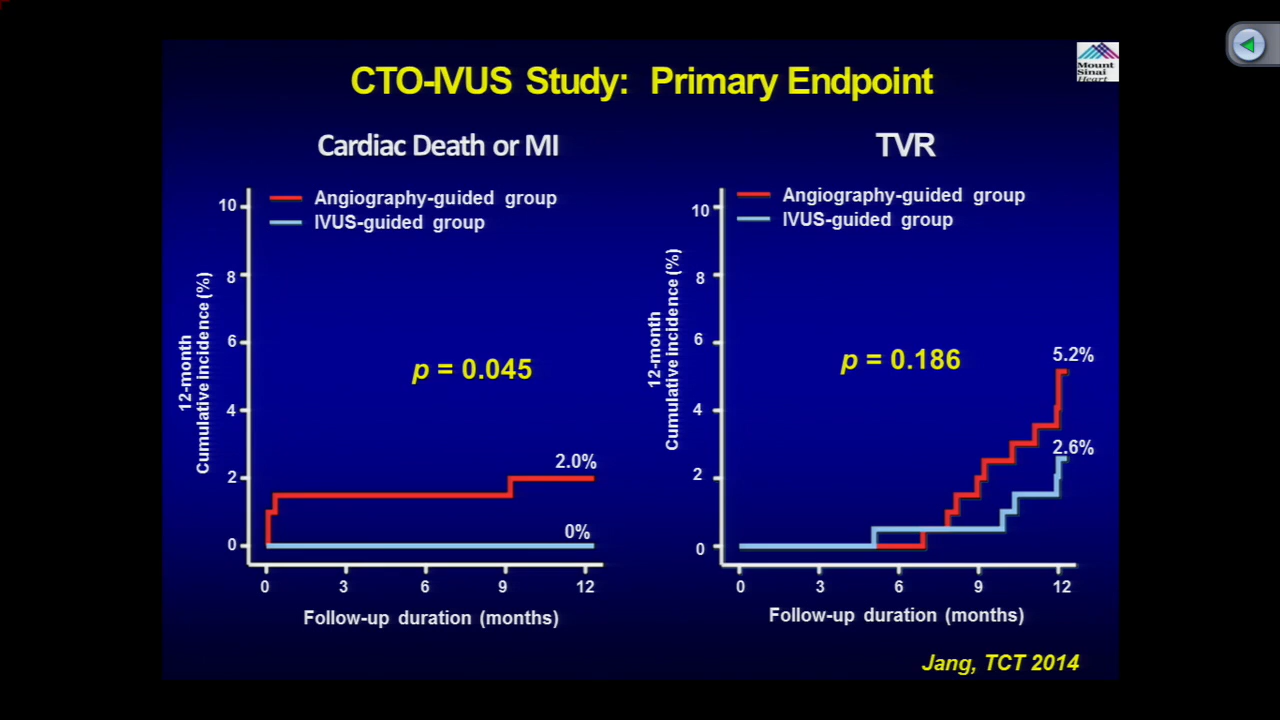 CTO-IVUS Study: Primary Endpoint
Mount
Sinai
Heart
Cardiac Death or MI
Angiography-guided group
IVUS-guided group
12-month
Cumulative incidence (%)
10
8
6
4
2
0
p = 0.045
2.0%
0%
0 3 6 9 12
Follow-up duration (months)
TVR
Angiography-guided group
IVUS-guided group
12-month
Cumulative incidence (%)
10
8
6
4
2
0
p = 0.186
5.2%
2.6%
0 3 6 9 12
Follow-up duration (months)
Jang, TCT 2014